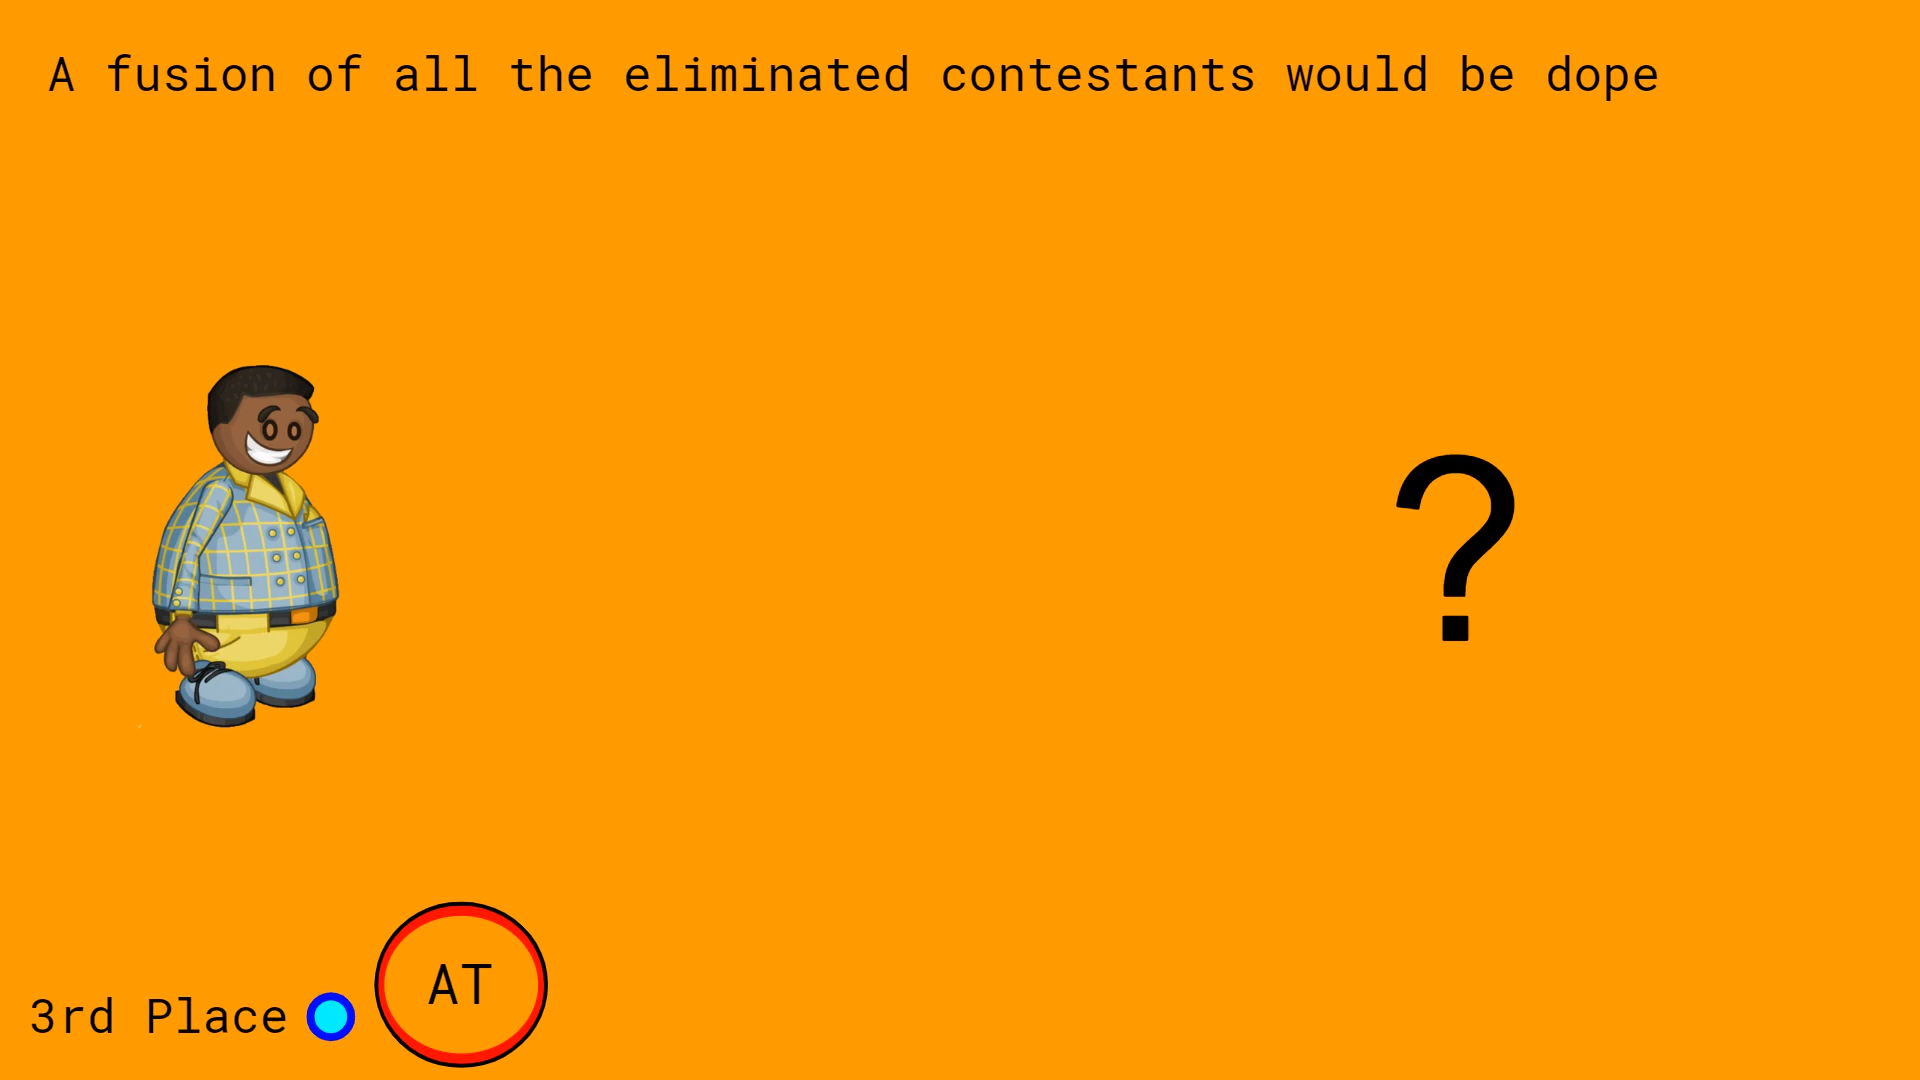 A fusion of all the eliminated contestants would be dope
?
AT
3rd Place